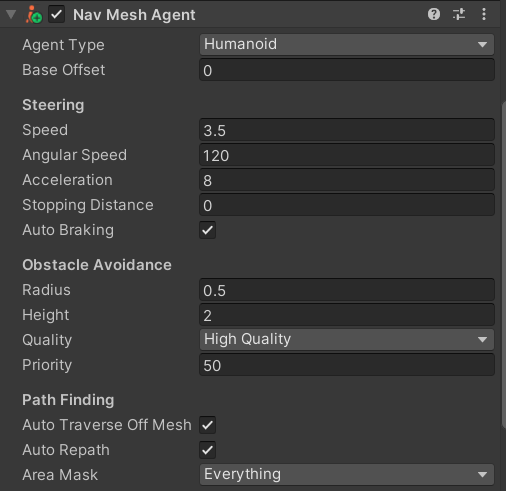 Nav Mesh Agent
Agent Type Humanoid
Base Offset 0
Steering
Speed 3.5
Angular Speed 120
Acceleration 8
Stopping Distance 0
Auto Braking
Obstacle Avoidance
Radius 0.5
Height 2
Quality High Quality
Priority 50
Path Finding
Auto Traverse Off Mesh
Auto Repath
Area Mask Everything